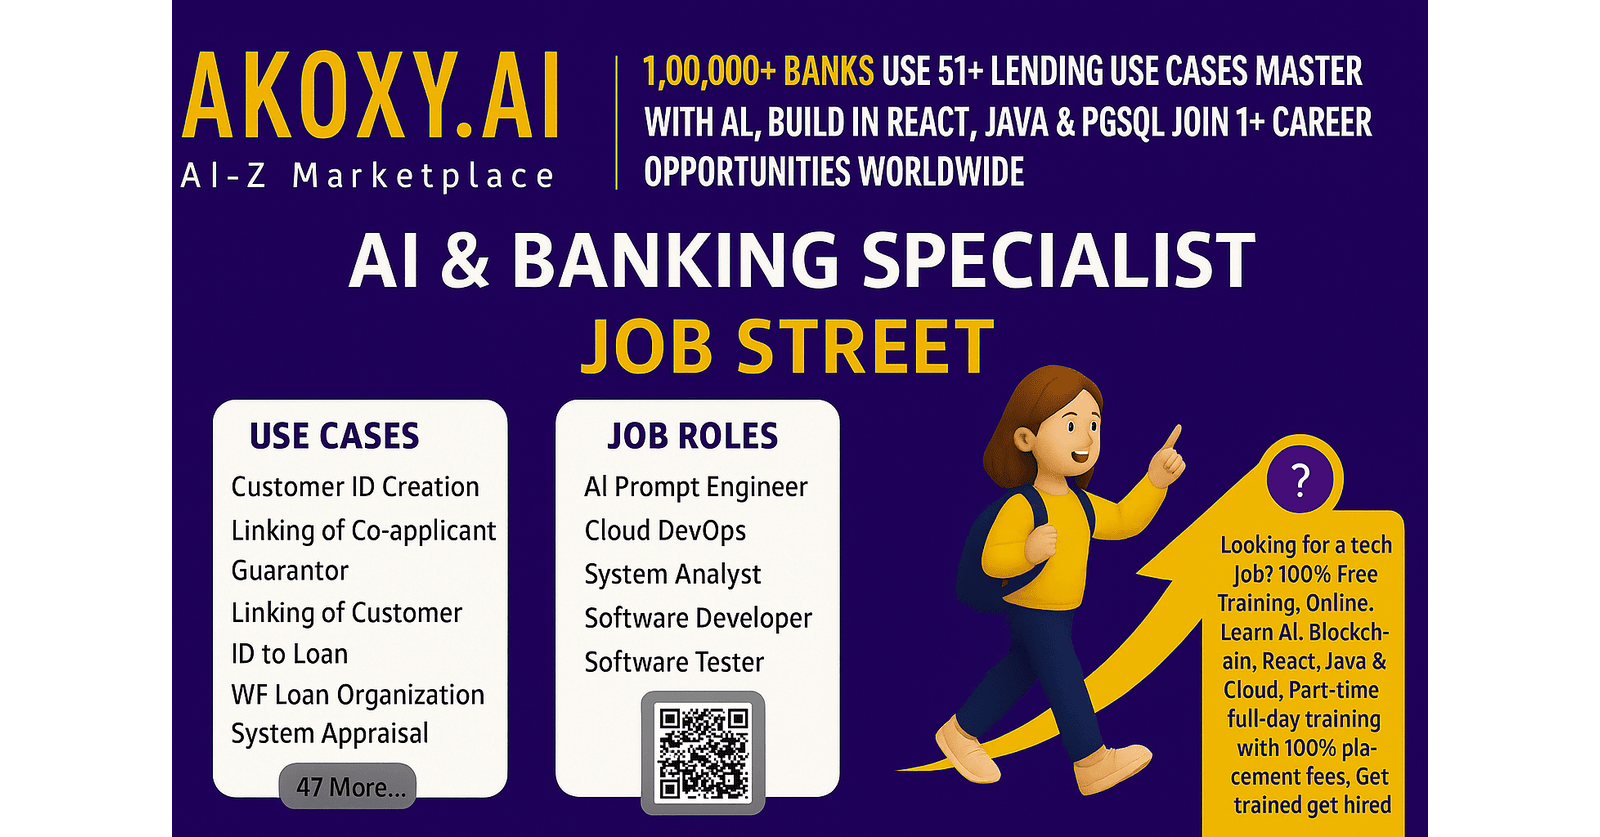 AKOXY.AI
AI-Z Marketplace
1,00,000+ BANKS USE 51+ LENDING USE CASES MASTER
WITH AL, BUILD IN REACT, JAVA & PGSQL JOIN 1+ CAREER
OPPORTUNITIES WORLDWIDE
AI & BANKING SPECIALIST
JOB STREET
USE CASES
Customer ID Creation
Linking of Co-applicant
Guarantor
Linking of Customer
ID to Loan
WF Loan Organization
System Appraisal
47 More...
JOB ROLES
Al Prompt Engineer
Cloud DevOps
System Analyst
Software Developer
Software Tester
?
Looking for a tech
Job? 100% Free
Training, Online.
Learn Al. Blockch-
ain, React, Java &
Cloud, Part-time
full-day training
with 100% pla-
cement fees, Get
trained get hired